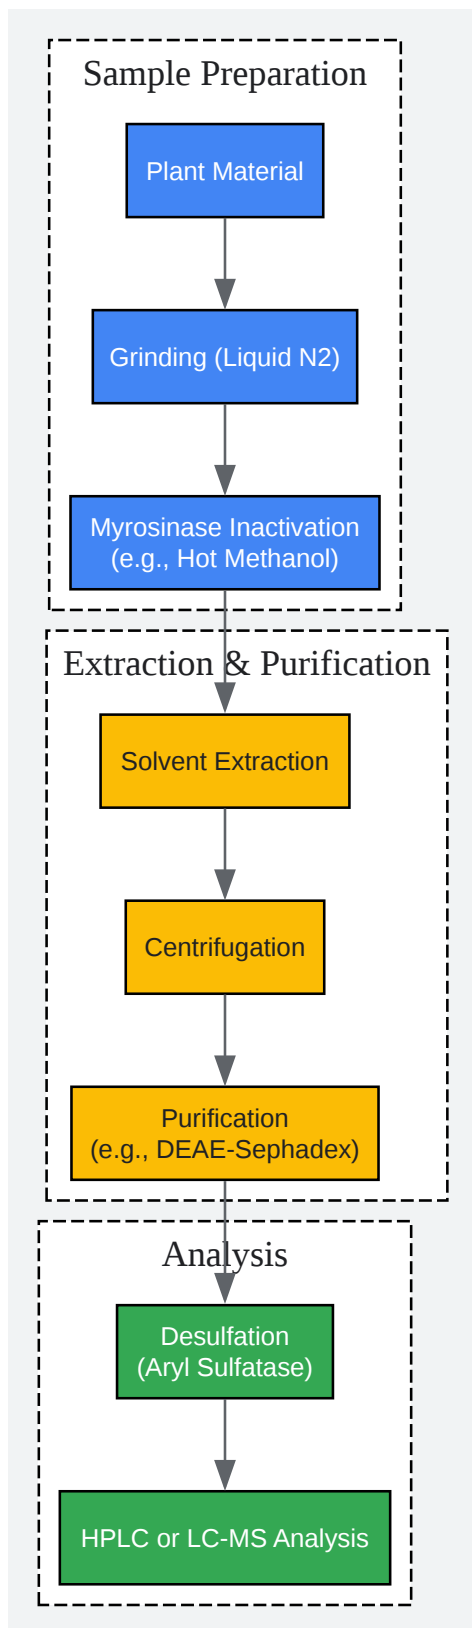 Sample Preparation
Plant Material
Grinding (Liquid N2)
Myrosinase Inactivation
(e.g., Hot Methanol)
Extraction & Purification
Solvent Extraction
Centrifugation
Purification
(e.g., DEAE-Sephadex)
Analysis
Desulfation
(Aryl Sulfatase)
HPLC or LC-MS Analysis